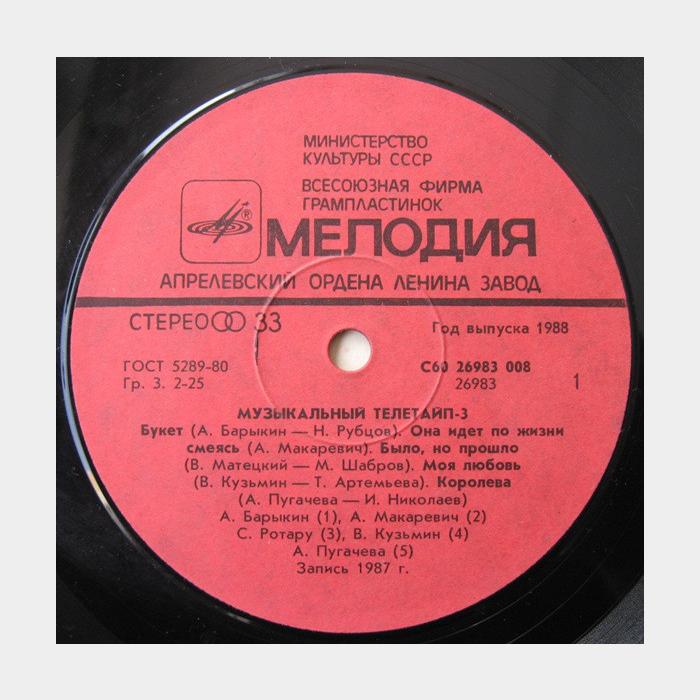 МИНИСТЕРСТВО
КУЛЬТУРЫ СССР
ВСЕСОЮЗНАЯ ФИРМА
ГРАМПЛАСТИНОК
®
МЕЛОДИЯ
АПРЕЛЕВСКИЙ ОРДЕНА ЛЕНИНА ЗАВОД
СТЕРЕО 33
Год выпуска 1988
ГОСТ 5289-80
С60 26983 008
Гр. 3. 2-25
26983
1
МУЗЫКАЛЬНЫЙ ТЕЛЕТАЙП-3
Букет (А. Барыкин — Н. Рубцов). Она идет по жизни
смеясь (А. Макаревич). Было, но прошло
(В. Матецкий — М. Шабров). Моя любовь
(В. Кузьмин — Т. Артемьева). Королева
(А. Пугачева — И. Николаев)
А. Барыкин (1), А. Макаревич (2)
С. Ротару (3), В. Кузьмин (4)
А. Пугачева (5)
Запись 1987 г.